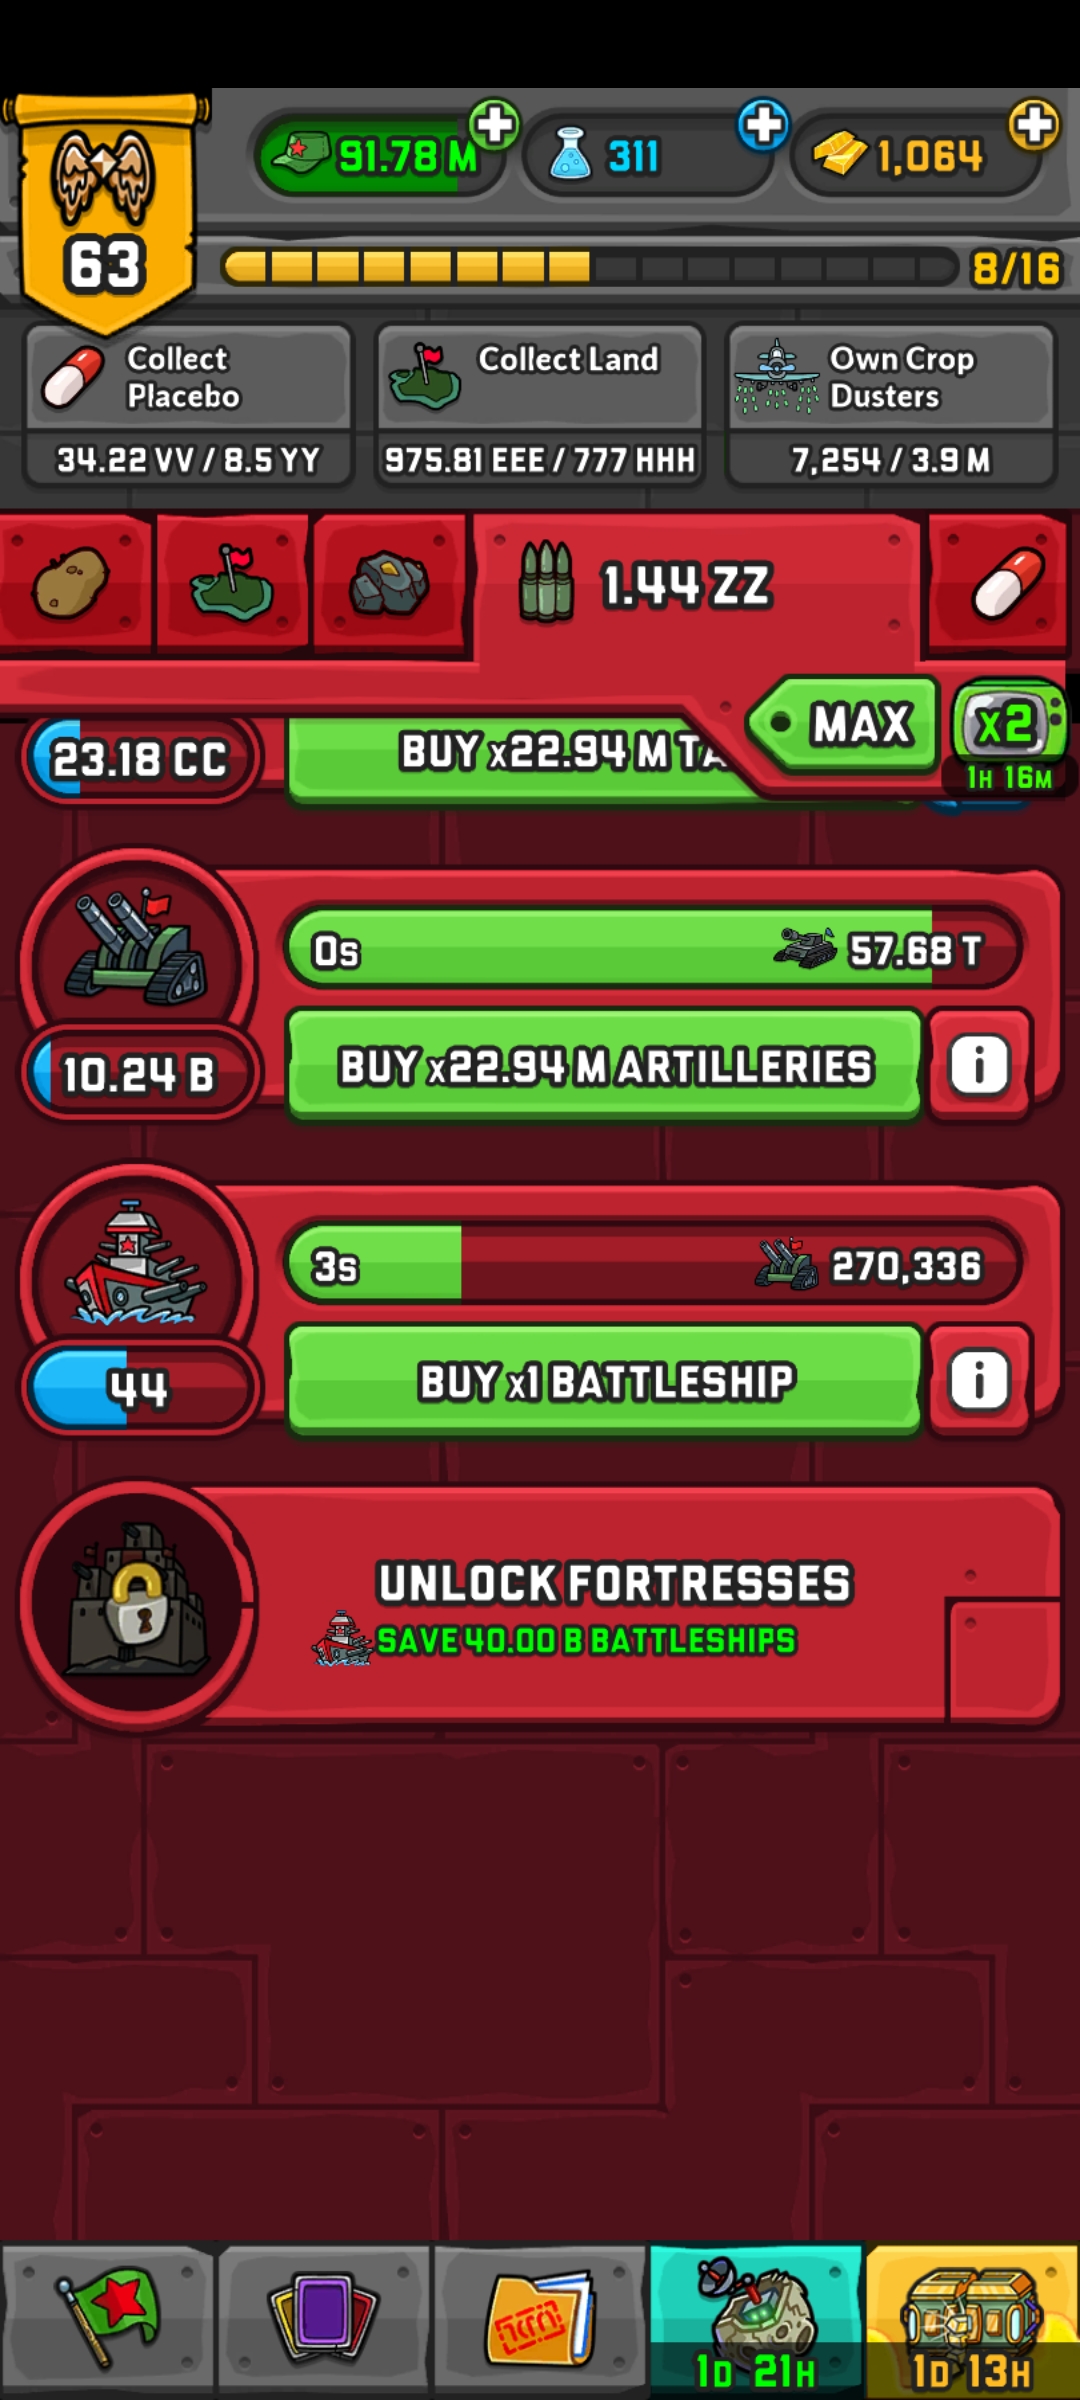 91.78 M
311
1,064
63
8/16
Collect
Placebo
34.22 VV / 8.5 YY
Collect Land
975.81 EEE / 777 HHH
Own Crop
Dusters
7,254 / 3.9 M
1.44 ZZ
MAX
x2
1H 16M
23.18 CC
BUY x22.94 M
0s
57.68 T
10.24 B
BUY x22.94 M ARTILLERIES
i
3s
270,336
44
BUY x1 BATTLESHIP
i
UNLOCK FORTRESSES
SAVE 40.00 B BATTLESHIPS
1D 21H
1D 13H